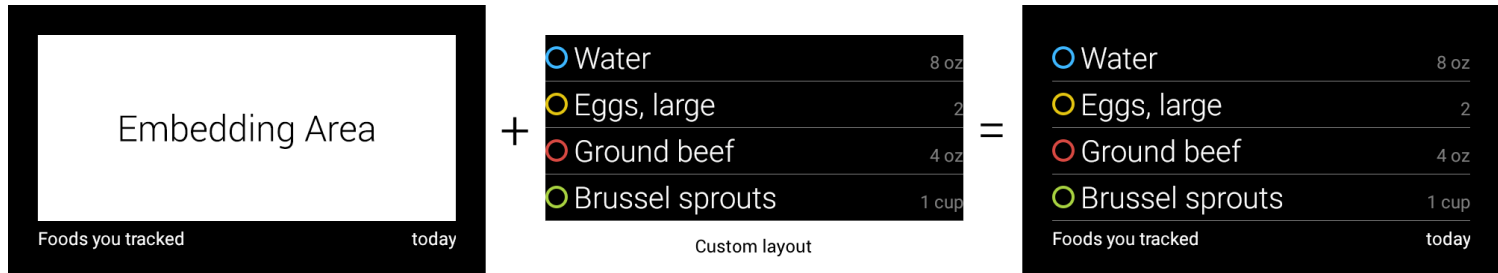 Embedding Area
Foods you tracked today
+
Water 8 oz
Eggs, large 2
Ground beef 4 oz
Brussel sprouts 1 cup
Custom layout
=
Water 8 oz
Eggs, large 2
Ground beef 4 oz
Brussel sprouts 1 cup
Foods you tracked today